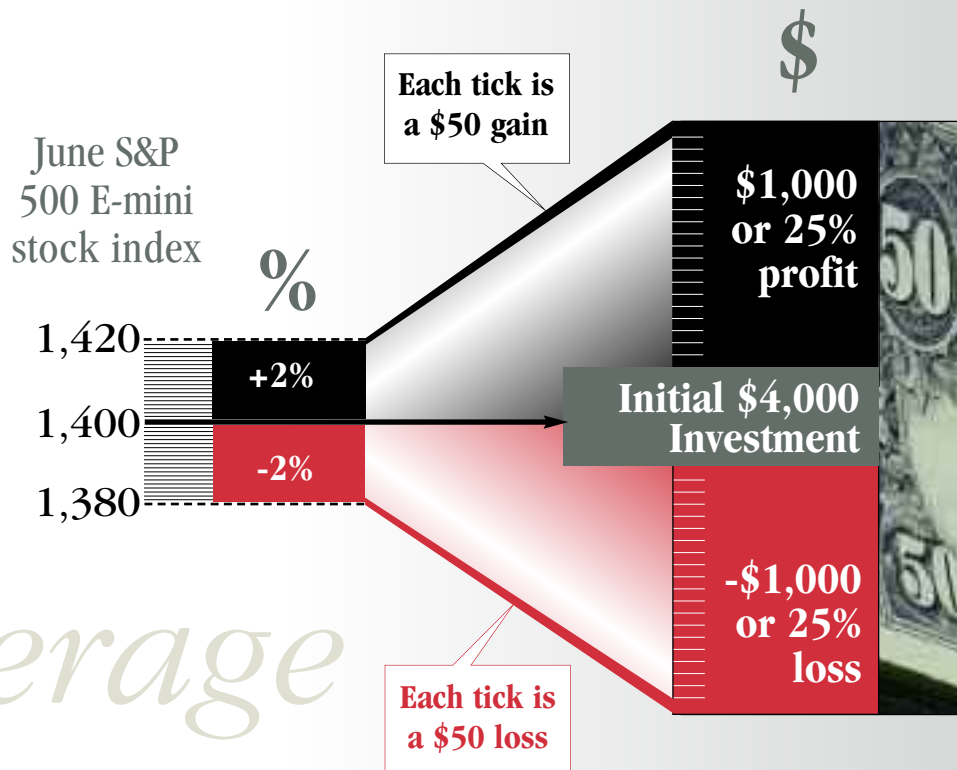 $
Each tick is
a $50 gain
June S&P
500 E-mini
stock index
%
$1,000
or 25%
profit
50
1,420
+2%
Initial $4,000
Investment
1,400
-2%
1,380
-$1,000
or 25%
loss
50
erage
Each tick is
a $50 loss